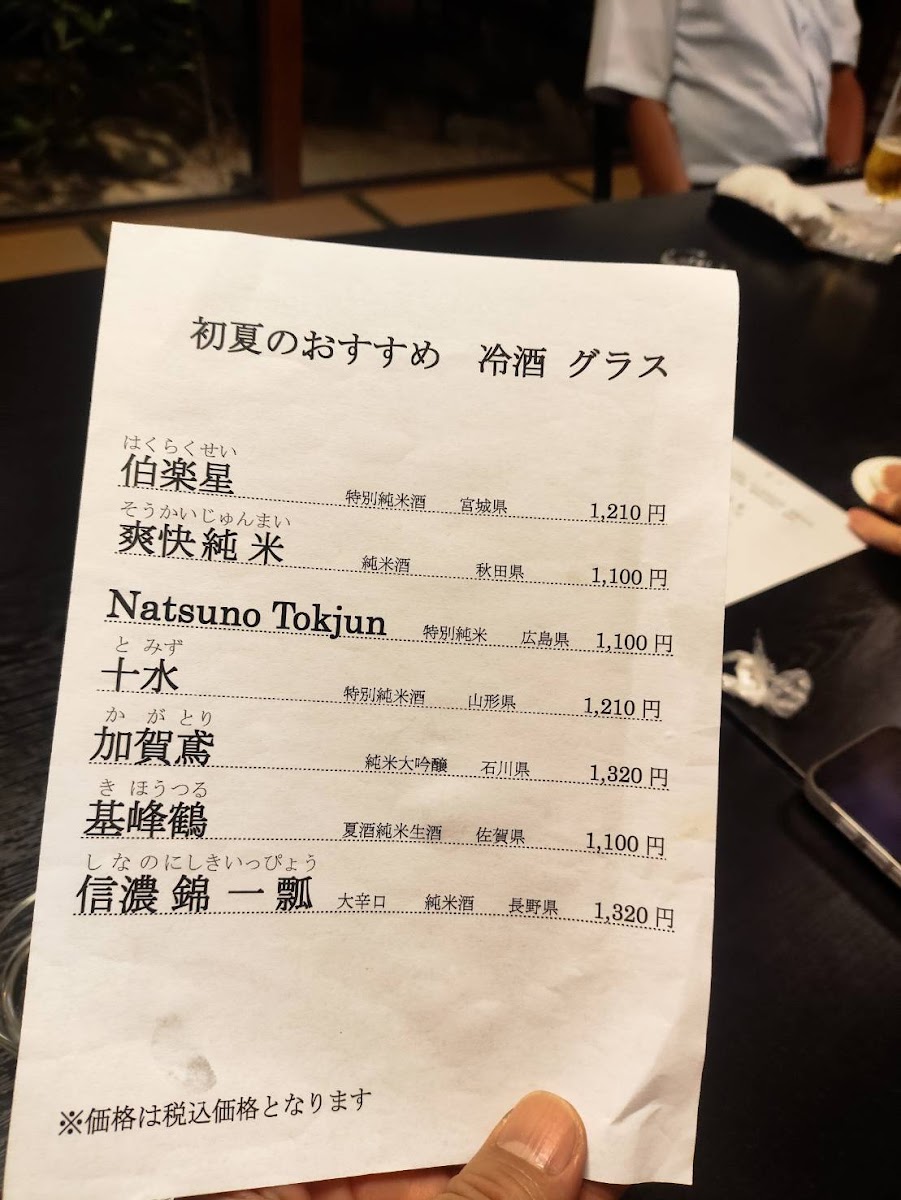 初夏のおすすめ 冷酒 グラス
はくらくせい
伯楽星 特別純米酒 宮城県 1,210 円
そうかいじゅんまい
爽快純米 純米酒 秋田県 1,100 円
Natsuno Tokjun 特別純米 広島県 1,100 円
と みず
十水 特別純米酒 山形県 1,210 円
か が とり
加賀鳶 純米大吟醸 石川県 1,320 円
き ほうつる
基峰鶴 夏酒純米生酒 佐賀県 1,100 円
し な の にしきいっぴょう
信濃錦 一瓢 大辛口 純米酒 長野県 1,320 円
※価格は税込価格となります